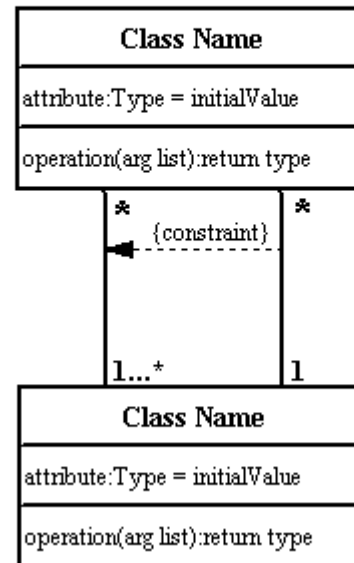 Class Name
attribute:Type = initialValue
operation(arg list):return type
* *
{constraint}
1...* 1
Class Name
attribute:Type = initialValue
operation(arg list):return type